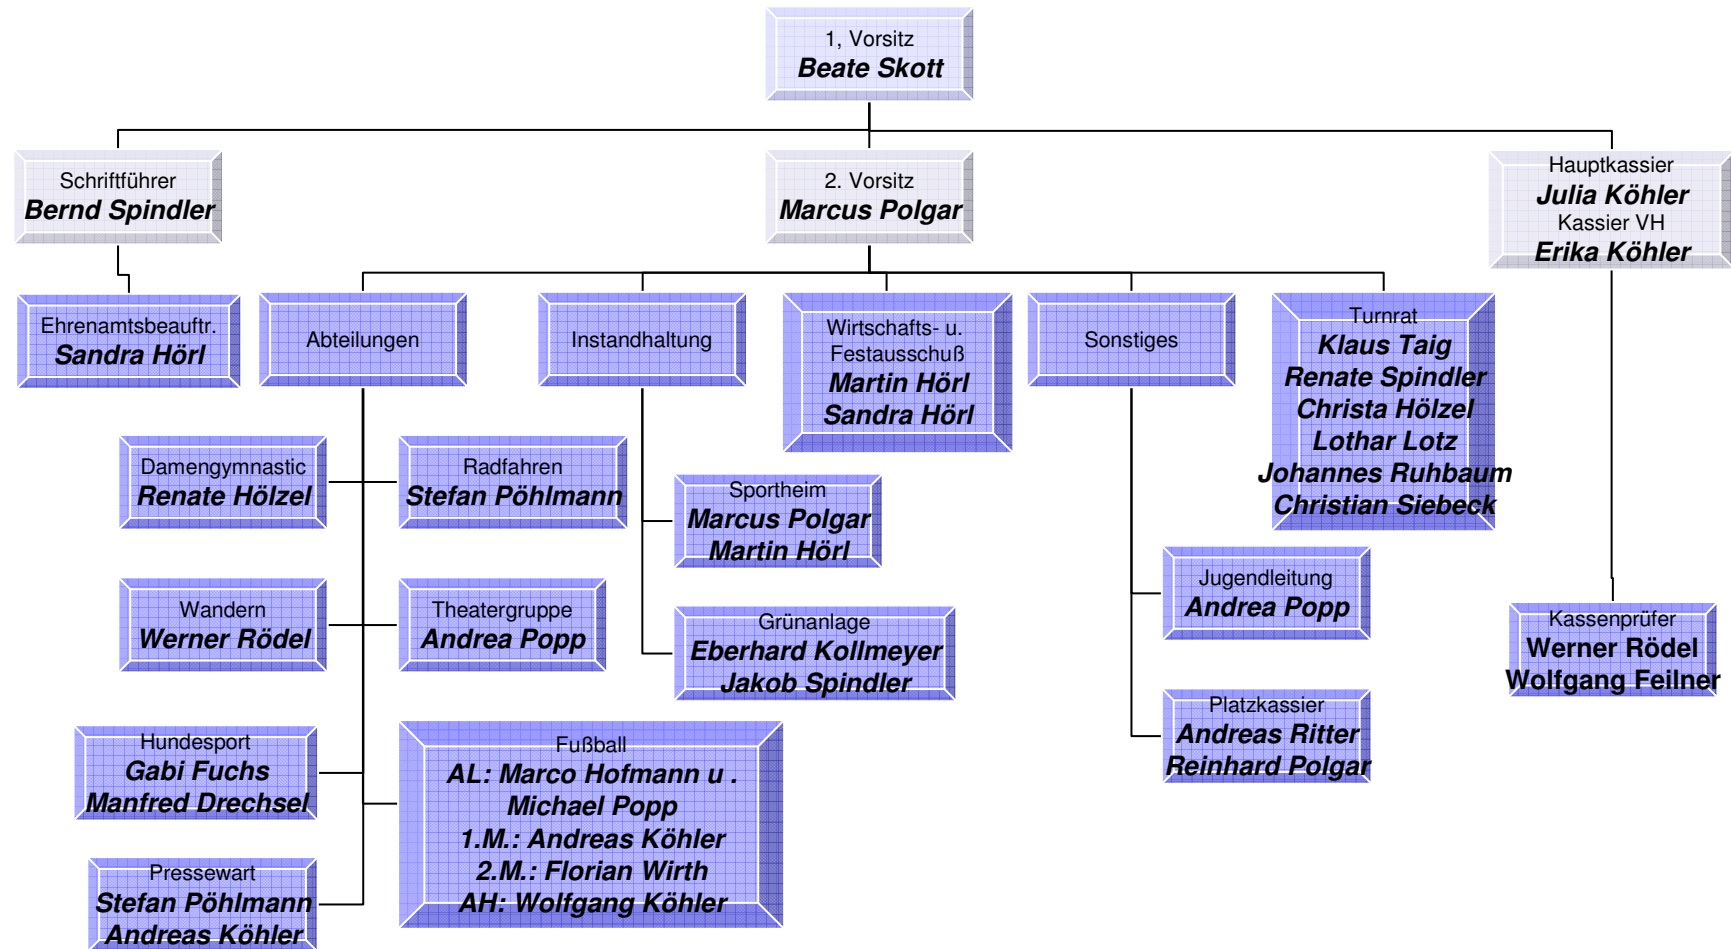 1, Vorsitz
Beate Skott
Schriftführer
Bernd Spindler
2. Vorsitz
Marcus Polgar
Hauptkassier
Julia Köhler
Kassier VH
Erika Köhler
Ehrenamtsbeauftr.
Sandra Hörl
Abteilungen
Instandhaltung
Wirtschafts- u.
Festausschuß
Martin Hörl
Sandra Hörl
Sonstiges
Turnrat
Klaus Taig
Renate Spindler
Christa Hölzel
Lothar Lotz
Johannes Ruhbaum
Christian Siebeck
Damengymnastic
Renate Hölzel
Radfahren
Stefan Pöhlmann
Sportheim
Marcus Polgar
Martin Hörl
Jugendleitung
Andrea Popp
Wandern
Werner Rödel
Theatergruppe
Andrea Popp
Grünanlage
Eberhard Kollmeyer
Jakob Spindler
Kassenprüfer
Werner Rödel
Wolfgang Feilner
Platzkassier
Andreas Ritter
Reinhard Polgar
Hundesport
Gabi Fuchs
Manfred Drechsel
Fußball
AL: Marco Hofmann u .
Michael Popp
1.M.: Andreas Köhler
2.M.: Florian Wirth
AH: Wolfgang Köhler
Pressewart
Stefan Pöhlmann
Andreas Köhler